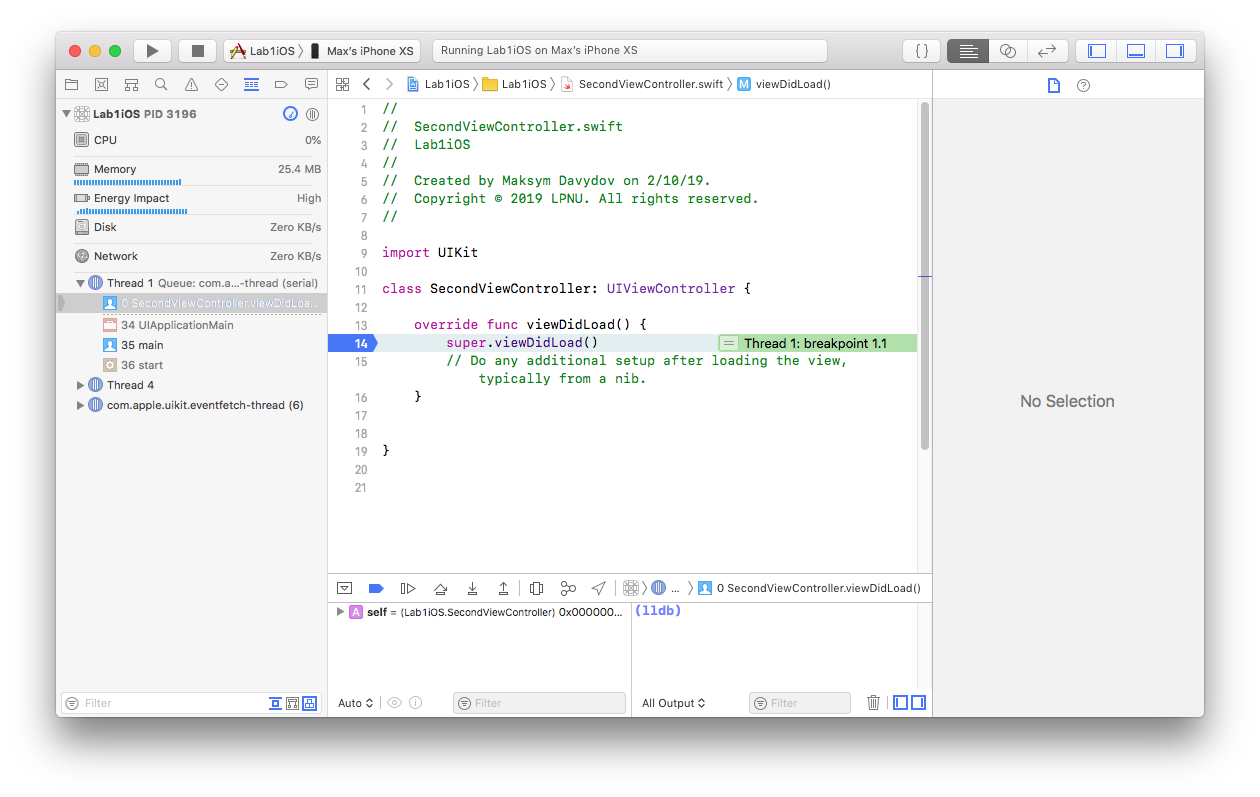 Lab1iOS
Max's iPhone XS
Running Lab1iOS on Max's iPhone XS
{}
Lab1iOS
Lab1iOS
SecondViewController.swift
M
viewDidLoad()
?
Lab1iOS PID 3196
CPU
0%
Memory
25.4 MB
Energy Impact
High
Disk
Zero KB/s
Network
Zero KB/s
Thread 1 Queue: com.a...-thread (serial)
0 SecondViewController.viewDidLoa...
34 UIApplicationMain
35 main
36 start
Thread 4
com.apple.uikit.eventfetch-thread (6)
Filter
1 //
2 //  SecondViewController.swift
3 //  Lab1iOS
4 //
5 //  Created by Maksym Davydov on 2/10/19.
6 //  Copyright © 2019 LPNU. All rights reserved.
7 //
8
9 import UIKit
10
11 class SecondViewController: UIViewController {
12
13     override func viewDidLoad() {
14         super.viewDidLoad()
Thread 1: breakpoint 1.1
15         // Do any additional setup after loading the view,
typically from a nib.
16     }
17
18
19 }
20
21
No Selection
... 0 SecondViewController.viewDidLoad()
A self = (Lab1iOS.SecondViewController) 0x000000...
(lldb)
Auto
Filter
All Output
Filter